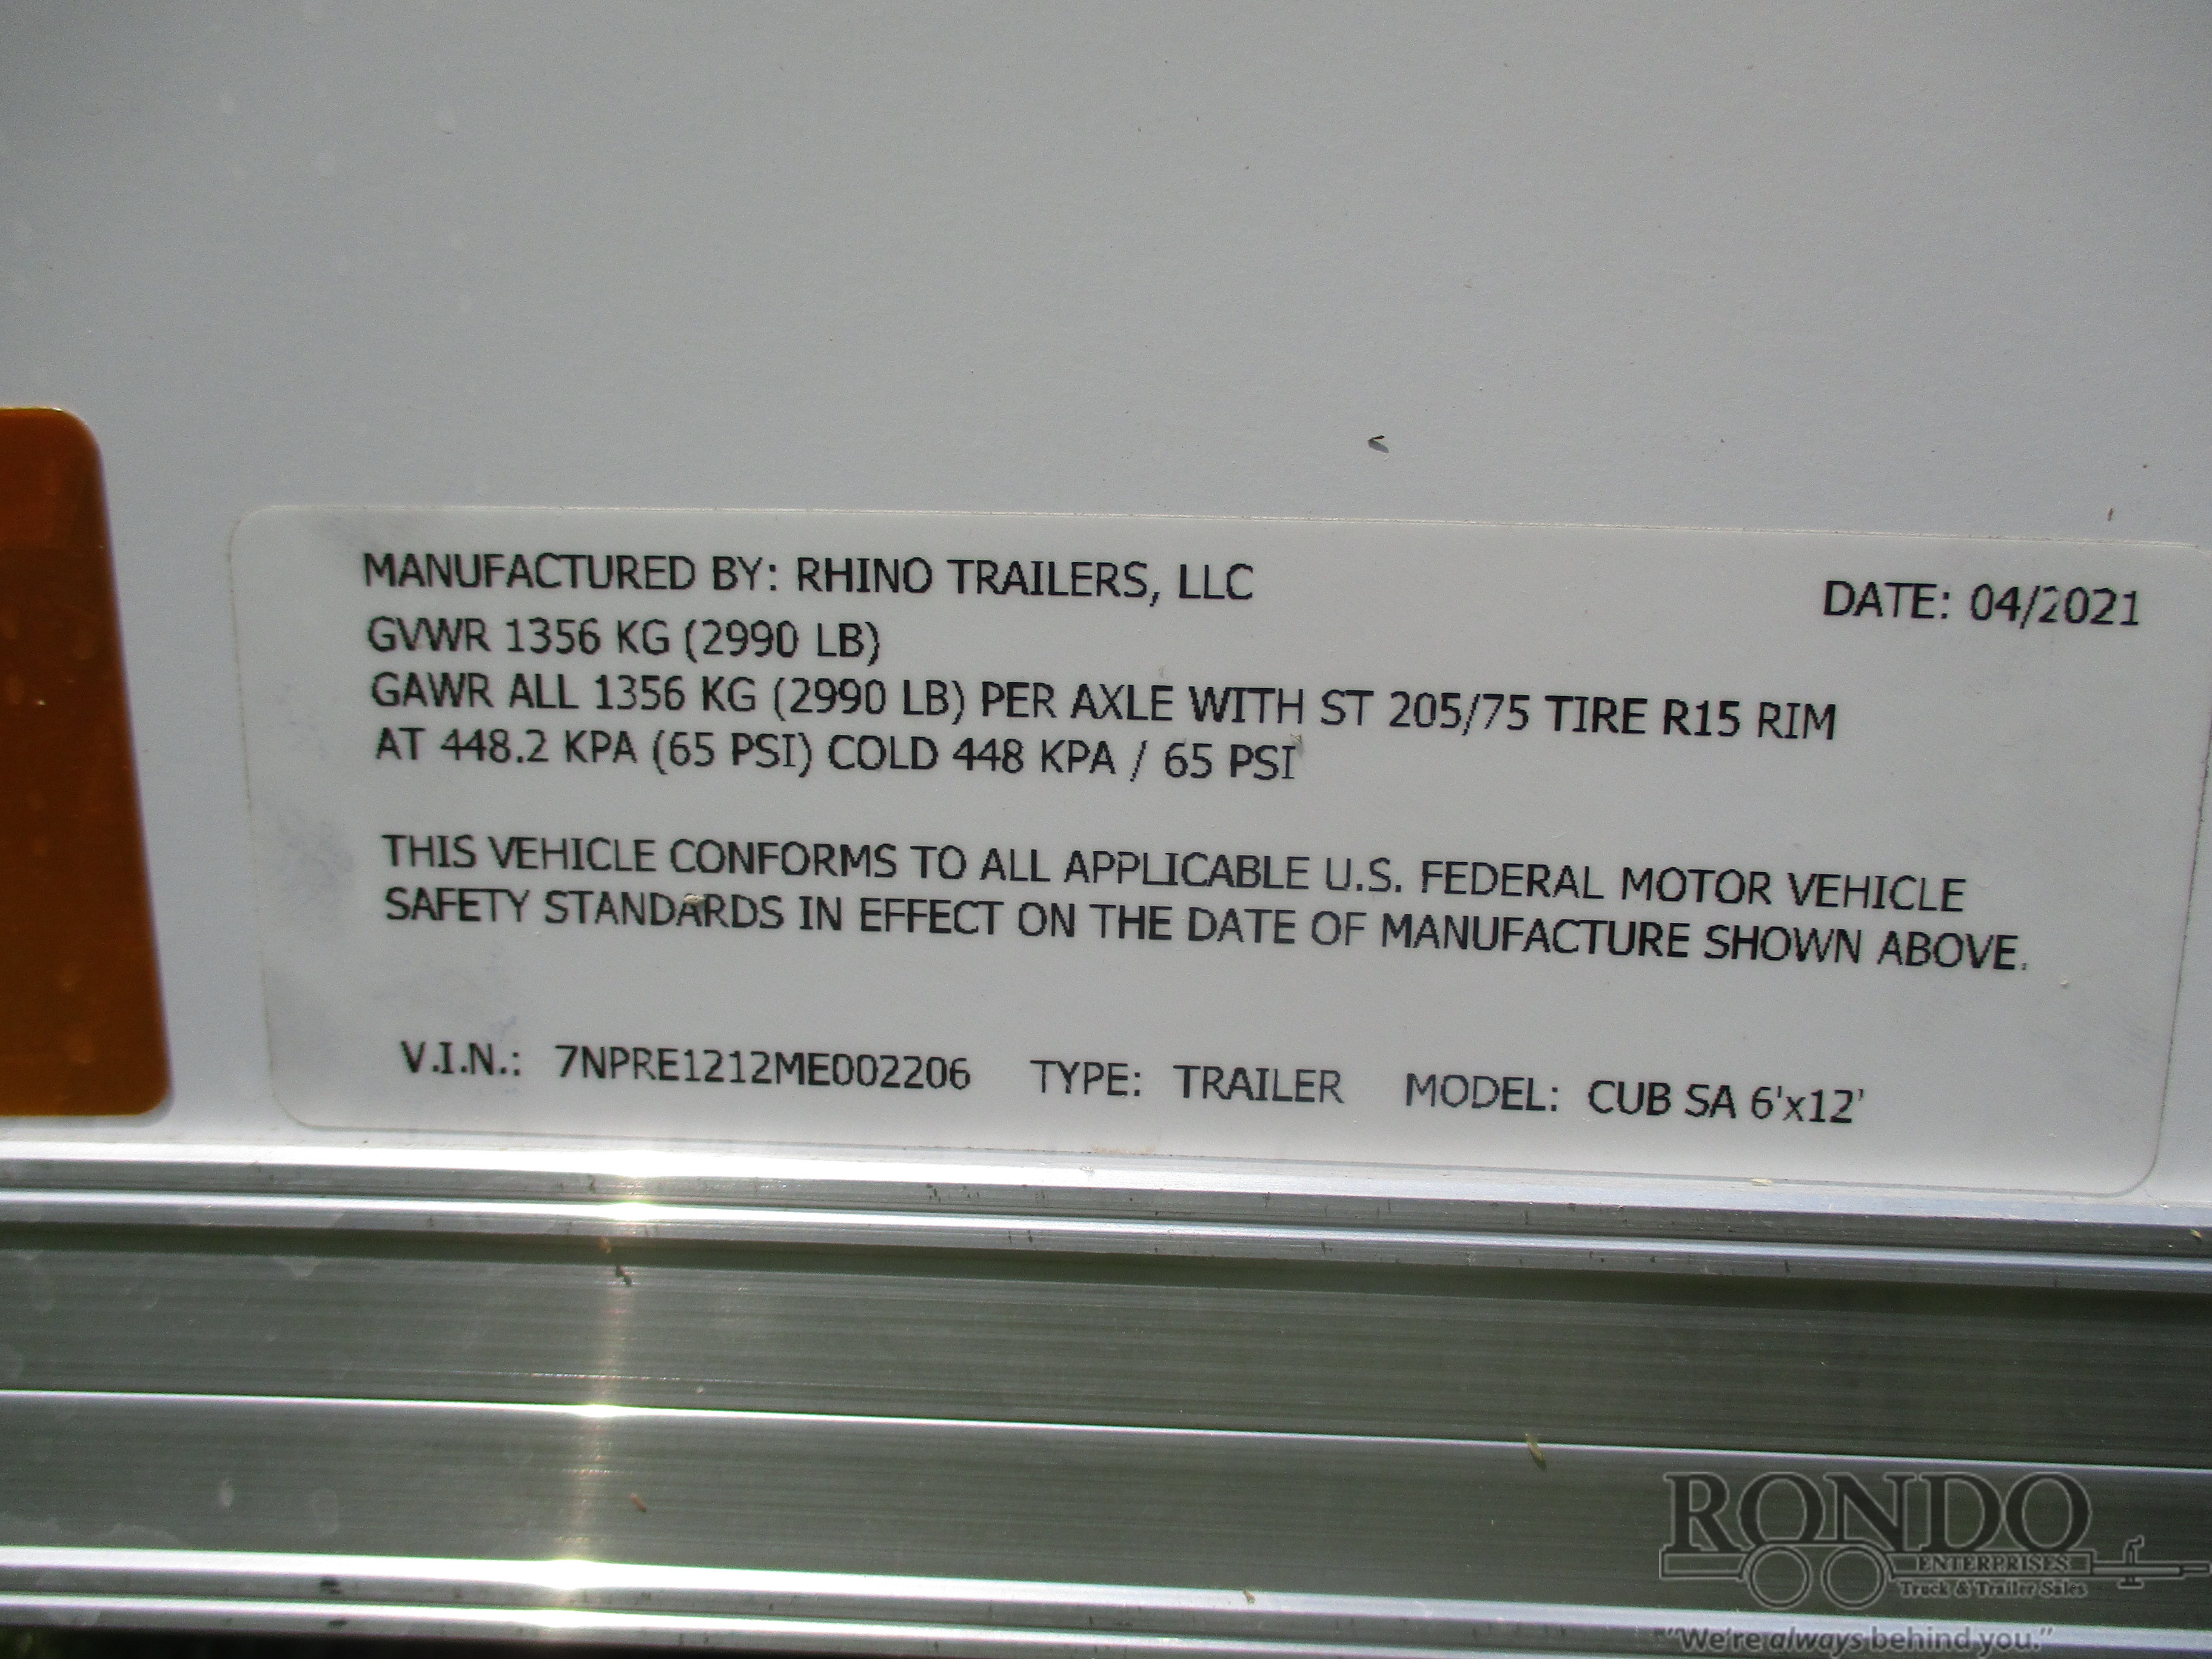 MANUFACTURED BY: RHINO TRAILERS, LLC
DATE: 04/2021
GVWR 1356 KG (2990 LB)
GAWR ALL 1356 KG (2990 LB) PER AXLE WITH ST 205/75 TIRE R15 RIM
AT 448.2 KPA (65 PSI) COLD 448 KPA / 65 PSI
THIS VEHICLE CONFORMS TO ALL APPLICABLE U.S. FEDERAL MOTOR VEHICLE
SAFETY STANDARDS IN EFFECT ON THE DATE OF MANUFACTURE SHOWN ABOVE.
V.I.N.: 7NPRE1212ME002206 TYPE: TRAILER MODEL: CUB SA 6'x12'
RONDO
ENTERPRISES
Truck & Trailer Sales
"We're always behind you."